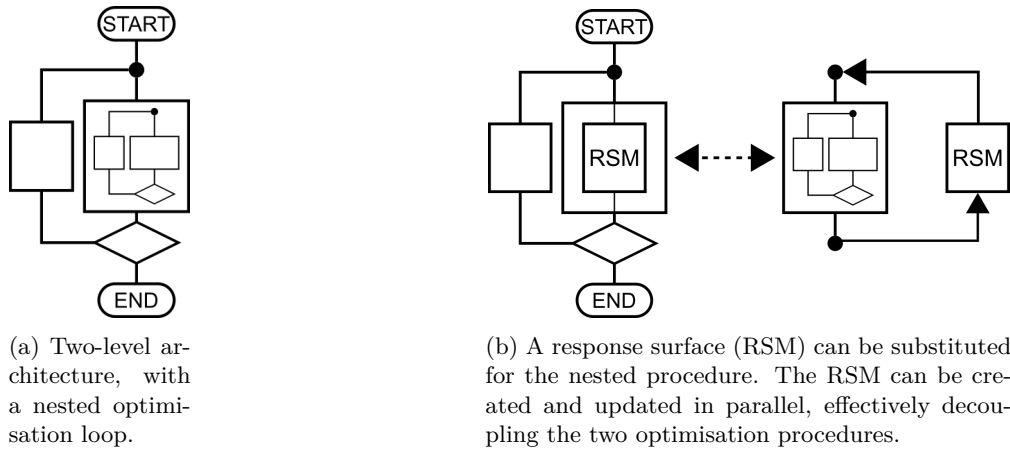 START
END
(a) Two-level ar-
chitecture, with
a nested optimi-
sation loop.
START
RSM
RSM
END
(b) A response surface (RSM) can be substituted
for the nested procedure. The RSM can be cre-
ated and updated in parallel, effectively decou-
pling the two optimisation procedures.